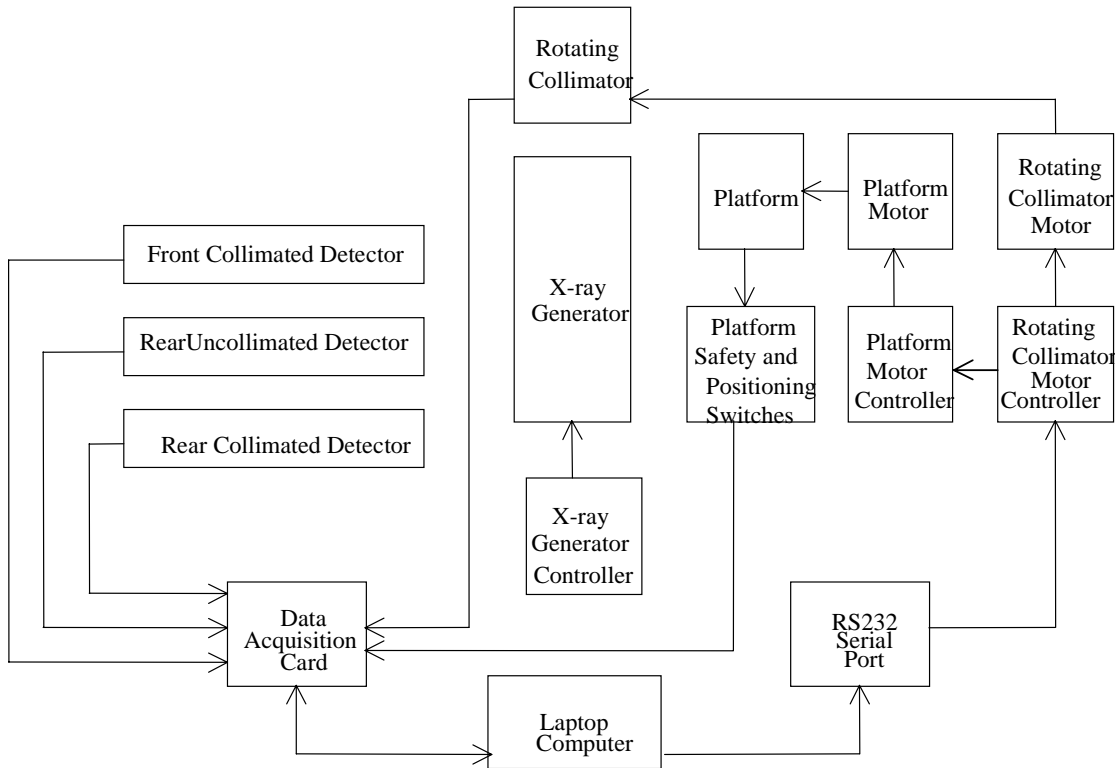 Rotating
Collimator
Front Collimated Detector
RearUncollimated Detector
Rear Collimated Detector
X-ray
Generator
X-ray
Generator
Controller
Platform
Platform
Motor
Rotating
Collimator
Motor
Platform
Safety and
Positioning
Switches
Platform
Motor
Controller
Rotating
Collimator
Motor
Controller
Data
Acquisition
Card
Laptop
Computer
RS232
Serial
Port